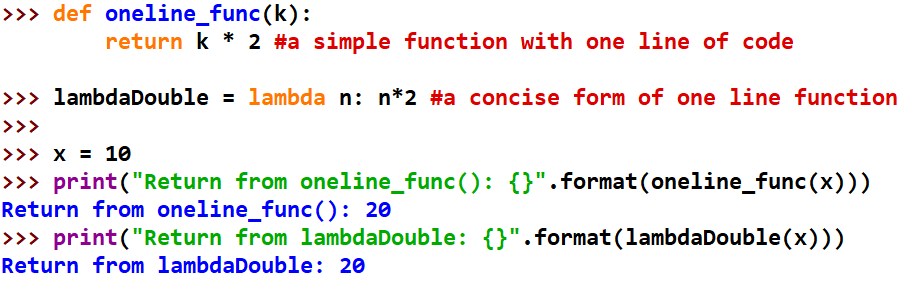 >>> def oneline_func(k):
        return k * 2 #a simple function with one line of code
>>> lambdaDouble = lambda n: n*2 #a concise form of one line function
>>>
>>> x = 10
>>> print("Return from oneline_func(): {}".format(oneline_func(x)))
Return from oneline_func(): 20
>>> print("Return from lambdaDouble: {}".format(lambdaDouble(x)))
Return from lambdaDouble: 20